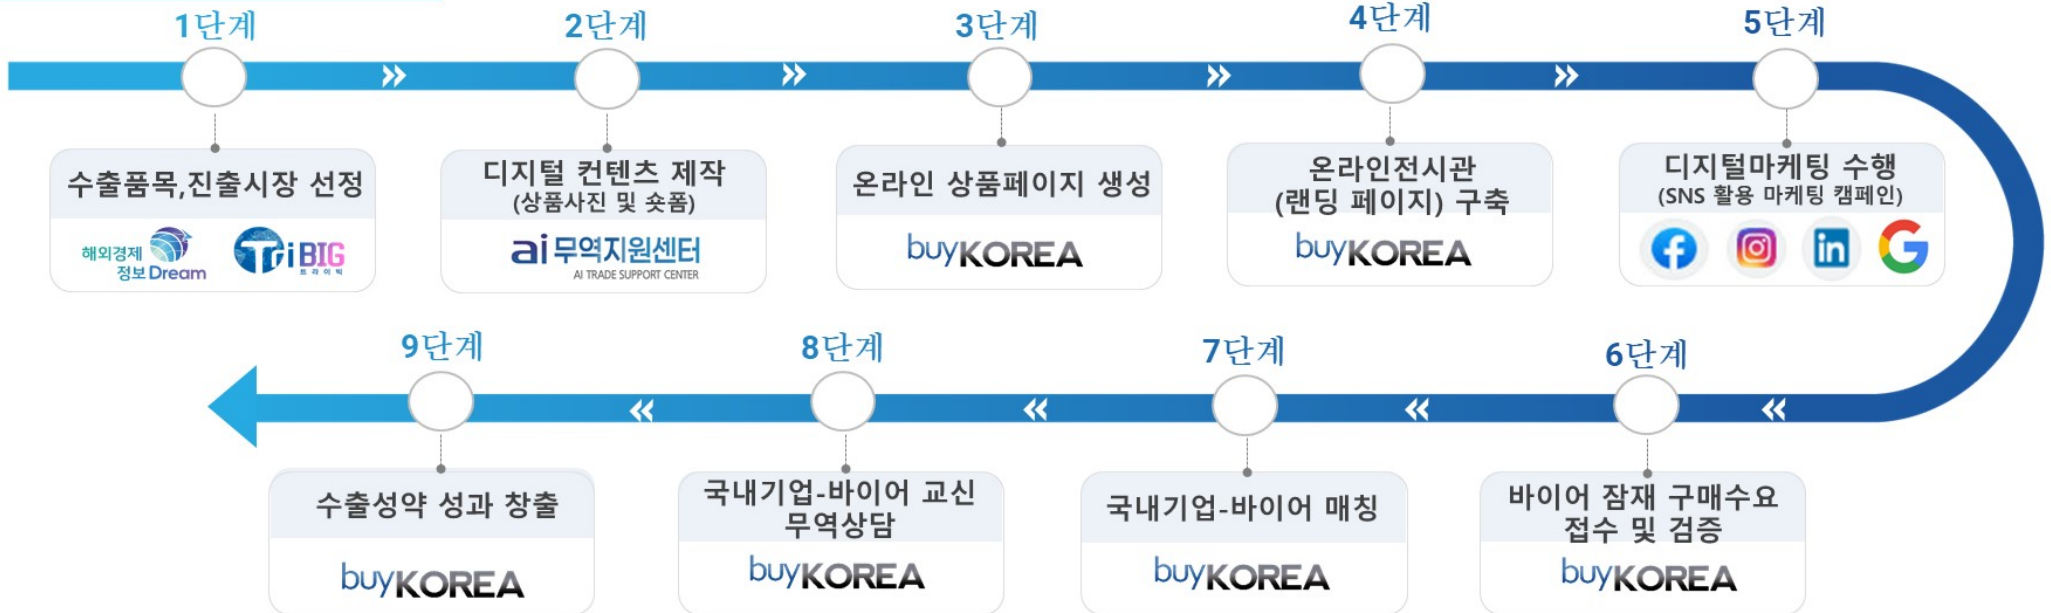 1단계
2단계
3단계
4단계
5단계
수출품목,진출시장 선정
해외경제
정보 Dream
TriBIG
트라이빅
디지털 컨텐츠 제작
(상품사진 및 숏폼)
ai 무역지원센터
AI TRADE SUPPORT CENTER
온라인 상품페이지 생성
buyKOREA
온라인전시관
(랜딩 페이지) 구축
buyKOREA
디지털마케팅 수행
(SNS 활용 마케팅 캠페인)
f
in
G
6단계
바이어 잠재 구매수요
접수 및 검증
buyKOREA
7단계
국내기업-바이어 매칭
buyKOREA
8단계
국내기업-바이어 교신
무역상담
buyKOREA
9단계
수출성약 성과 창출
buyKOREA